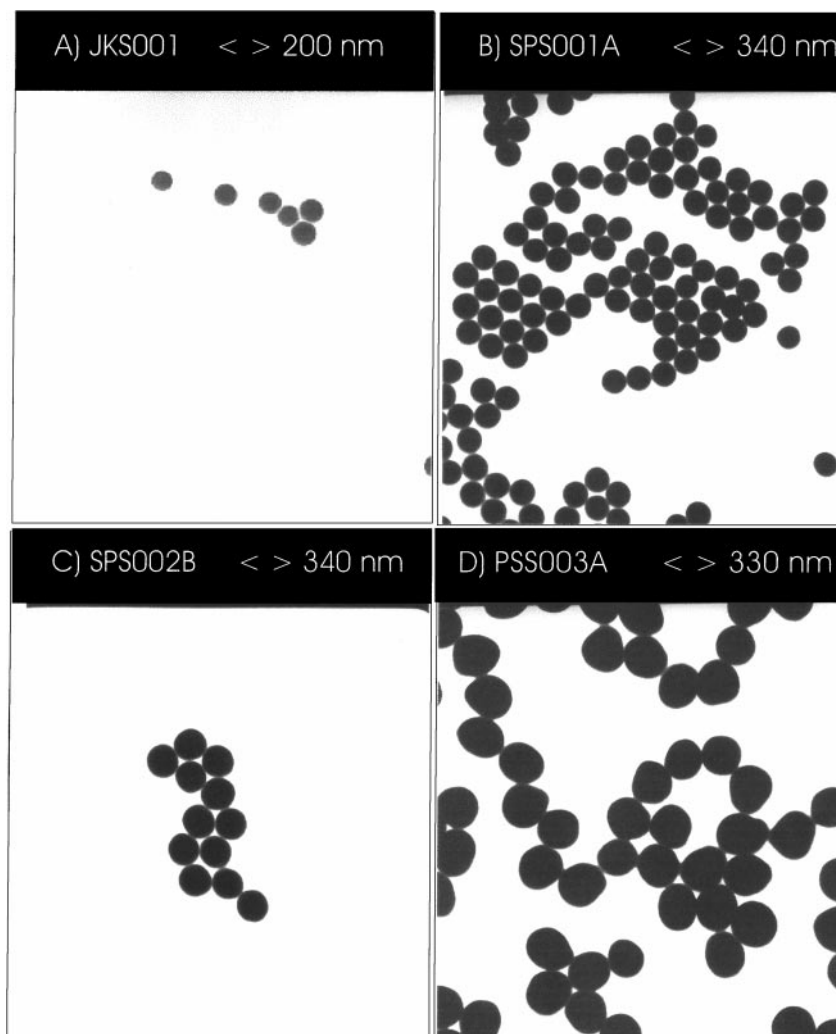 A) JKS001 < > 200 nm
B) SPS001A < > 340 nm
C) SPS002B < > 340 nm
D) PSS003A < > 330 nm